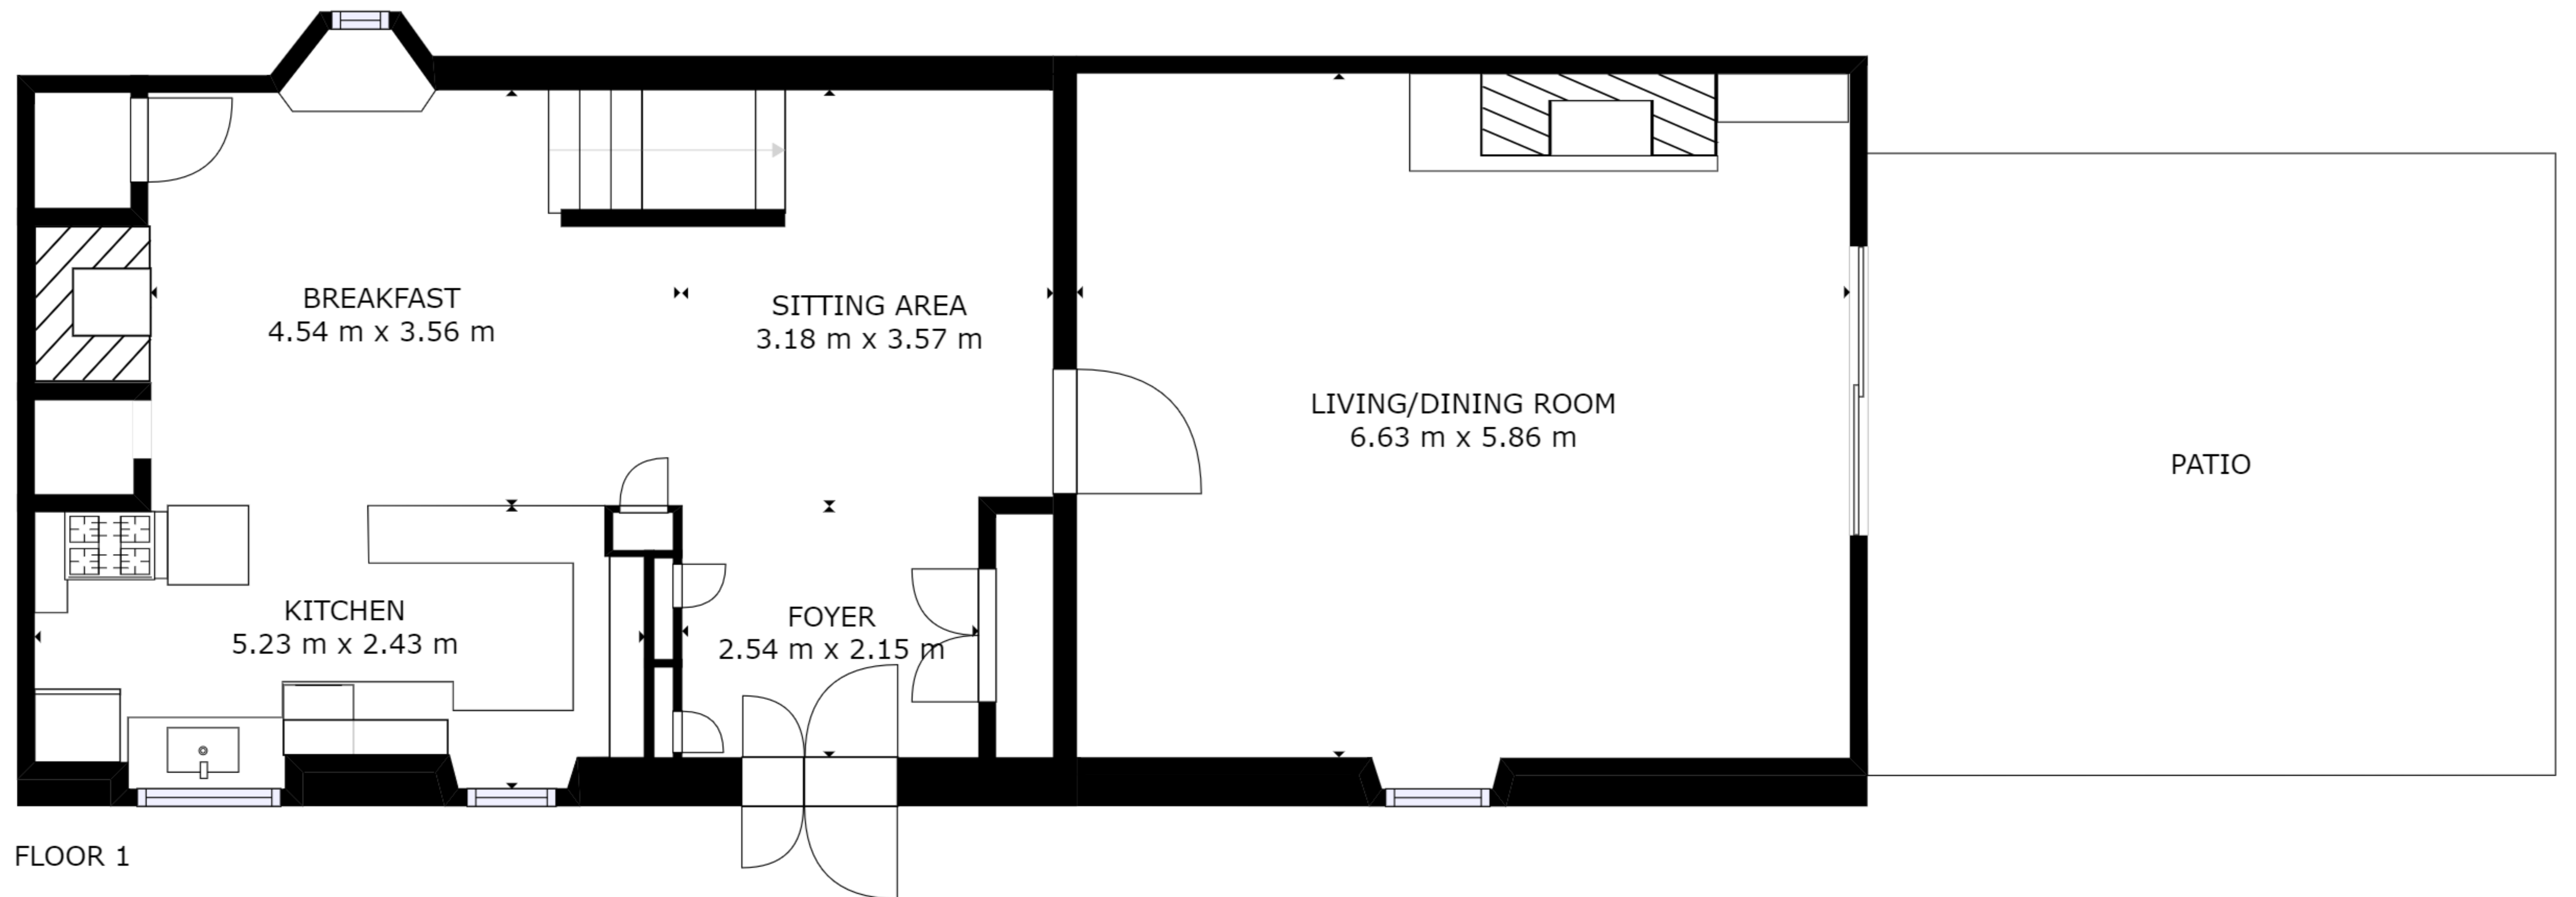 BREAKFAST
4.54 m x 3.56 m
SITTING AREA
3.18 m x 3.57 m
LIVING/DINING ROOM
6.63 m x 5.86 m
PATIO
KITCHEN
5.23 m x 2.43 m
FOYER
2.54 m x 2.15 m
FLOOR 1